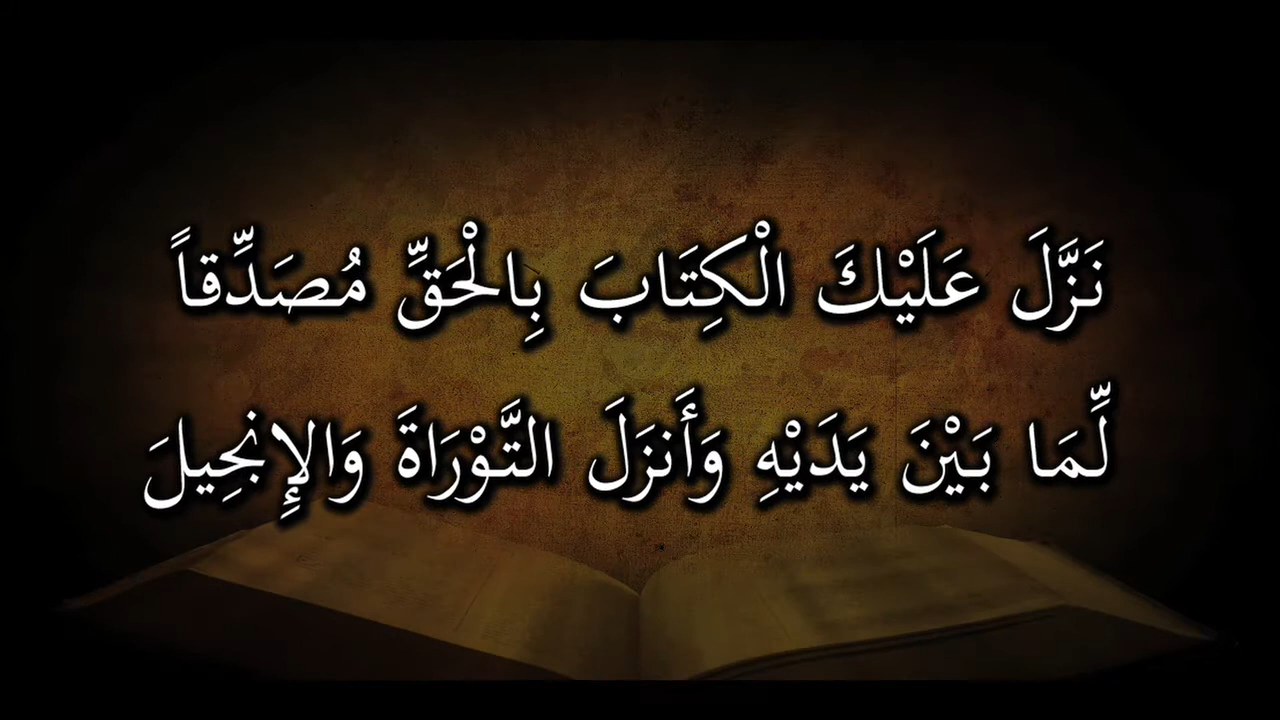 نَزَّلَ عَلَيْكَ الْكِتَابَ بِالْحَقِّ مُصَدِّقاً
لِّمَا بَيْنَ يَدَيْهِ وَأَنزَلَ التَّوْرَاةَ وَالإِنجِيلَ